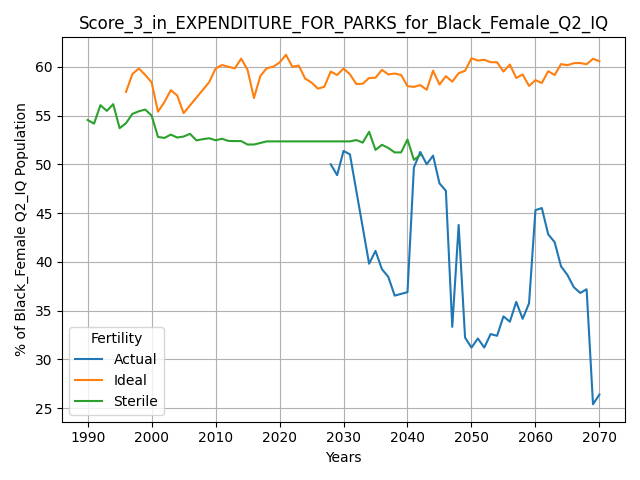 Score_3_in_EXPENDITURE_FOR_PARKS_for_Black_Female_Q2_IQ
% of Black_Female Q2_IQ Population
60
55
50
45
40
35
30
25
Fertility
Actual
Ideal
Sterile
1990 2000 2010 2020 2030 2040 2050 2060 2070
Years